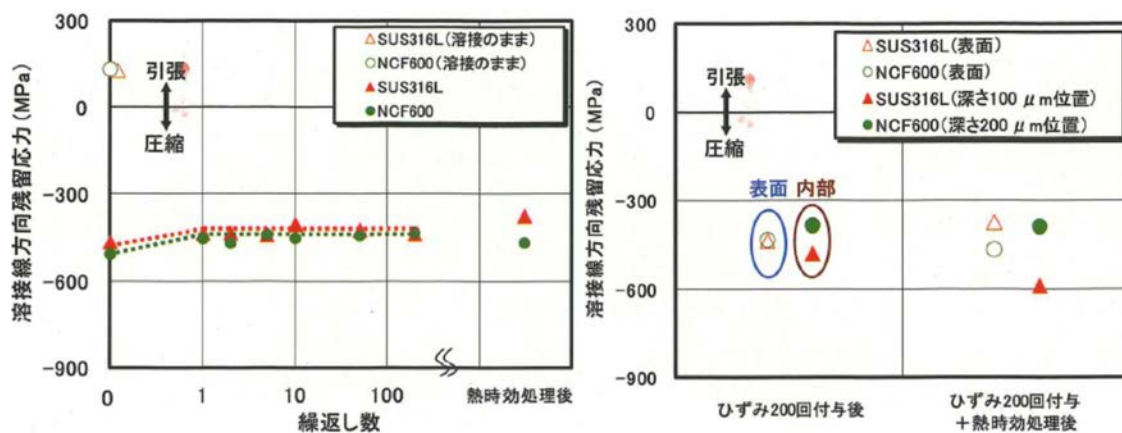 溶接線方向残留応力(MPa)
300
0
−300
−600
−900
引張
圧縮
SUS316L(溶接のまま)
NCF600(溶接のまま)
SUS316L
NCF600
0
1
10
100
熱時効処理後
繰返し数
溶接線方向残留応力(MPa)
300
0
−300
−600
−900
引張
圧縮
SUS316L(表面)
NCF600(表面)
SUS316L(深さ100 μm位置)
NCF600(深さ200 μm位置)
表面
内部
ひずみ200回付与後
ひずみ200回付与
+熱時効処理後